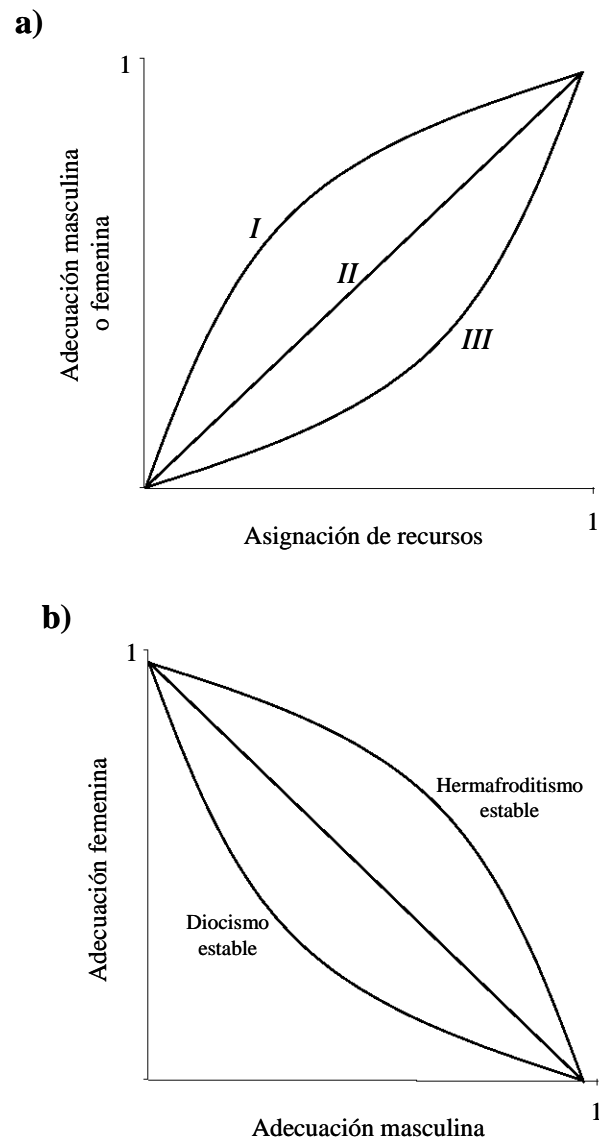 a)
1
Adecuación masculina
o femenina
I
II
III
1
Asignación de recursos
b)
1
Adecuación femenina
Hermafroditismo
estable
Diocismo
estable
1
Adecuación masculina